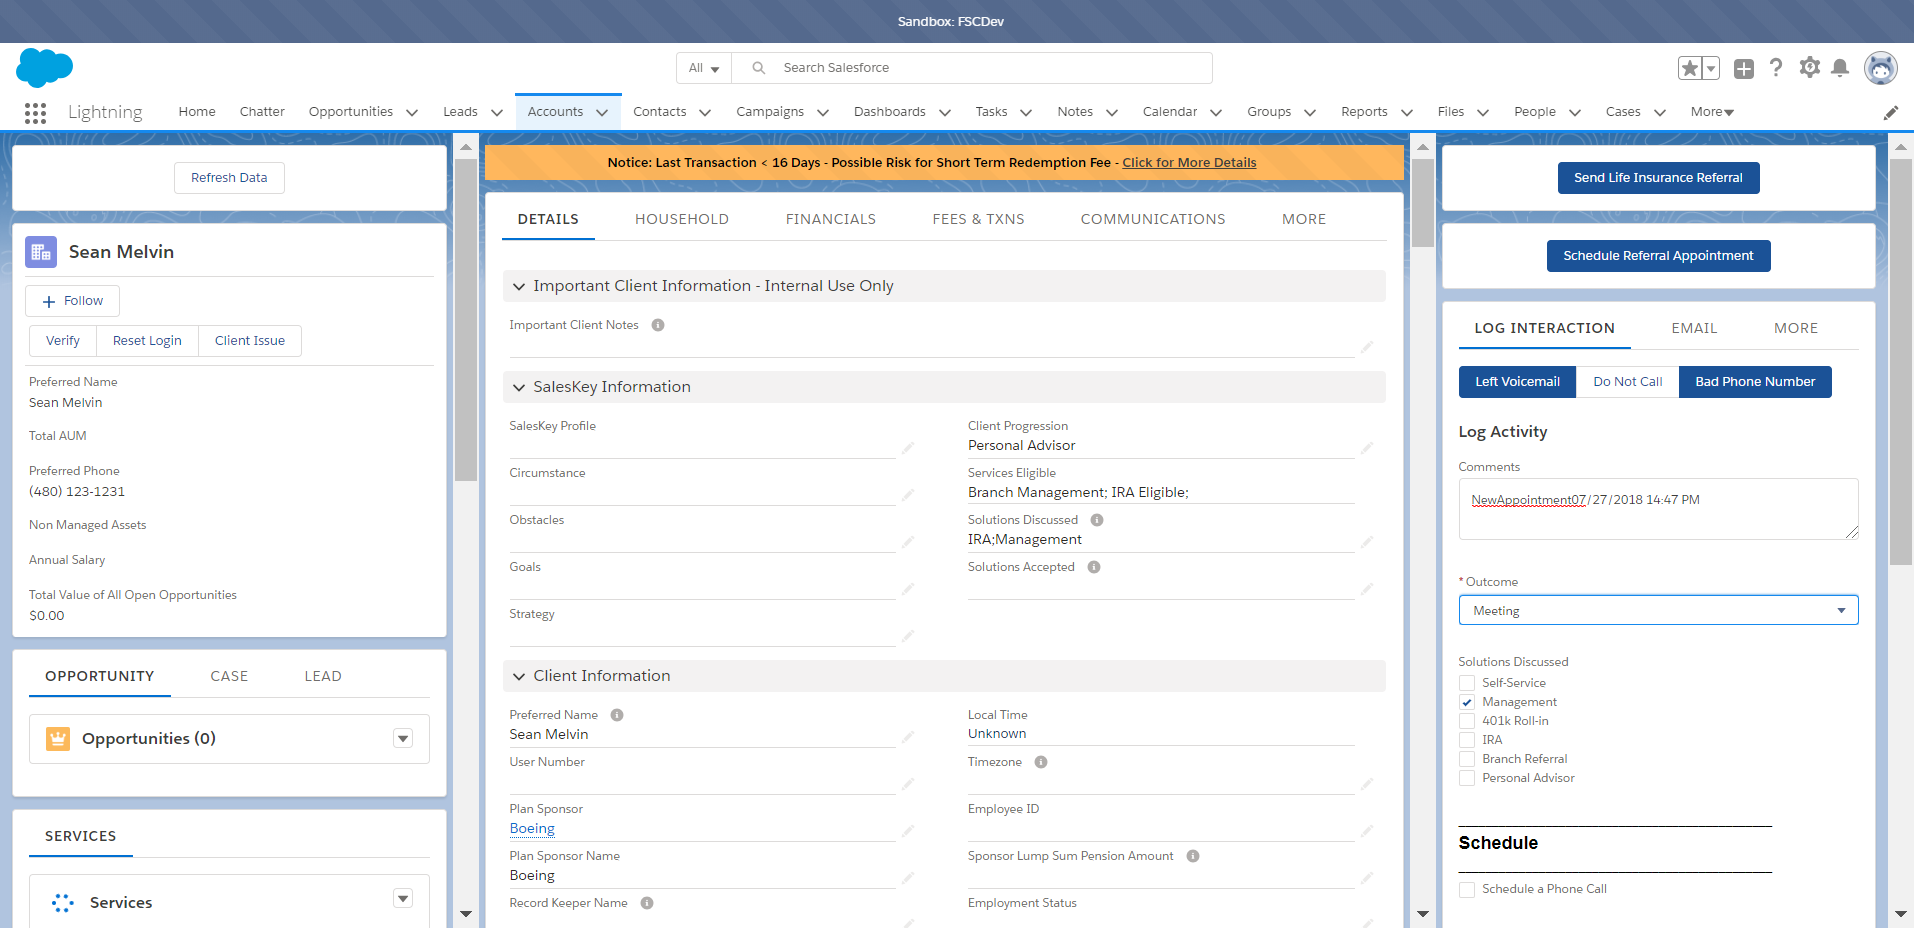 Sandbox: FSCDev
All
Search Salesforce
Lightning
Home
Chatter
Opportunities
Leads
Accounts
Contacts
Campaigns
Dashboards
Tasks
Notes
Calendar
Groups
Reports
Files
People
Cases
More
Refresh Data
Sean Melvin
Follow
Verify
Reset Login
Client Issue
Preferred Name
Sean Melvin
Total AUM
Preferred Phone
(480) 123-1231
Non Managed Assets
Annual Salary
Total Value of All Open Opportunities
$0.00
OPPORTUNITY
CASE
LEAD
Opportunities (0)
SERVICES
Services
Notice: Last Transaction < 16 Days - Possible Risk for Short Term Redemption Fee - Click for More Details
DETAILS
HOUSEHOLD
FINANCIALS
FEES & TXNS
COMMUNICATIONS
MORE
Important Client Information - Internal Use Only
Important Client Notes
SalesKey Information
SalesKey Profile
Circumstance
Obstacles
Goals
Strategy
Client Progression
Personal Advisor
Services Eligible
Branch Management; IRA Eligible;
Solutions Discussed
IRA;Management
Solutions Accepted
Client Information
Preferred Name
Sean Melvin
User Number
Plan Sponsor
Boeing
Plan Sponsor Name
Boeing
Record Keeper Name
Local Time
Unknown
Timezone
Employee ID
Sponsor Lump Sum Pension Amount
Employment Status
Send Life Insurance Referral
Schedule Referral Appointment
LOG INTERACTION
EMAIL
MORE
Left Voicemail
Do Not Call
Bad Phone Number
Log Activity
Comments
NewAppointment07/27/2018 14:47 PM
* Outcome
Meeting
Solutions Discussed
Self-Service
Management
401k Roll-in
IRA
Branch Referral
Personal Advisor
Schedule
Schedule a Phone Call